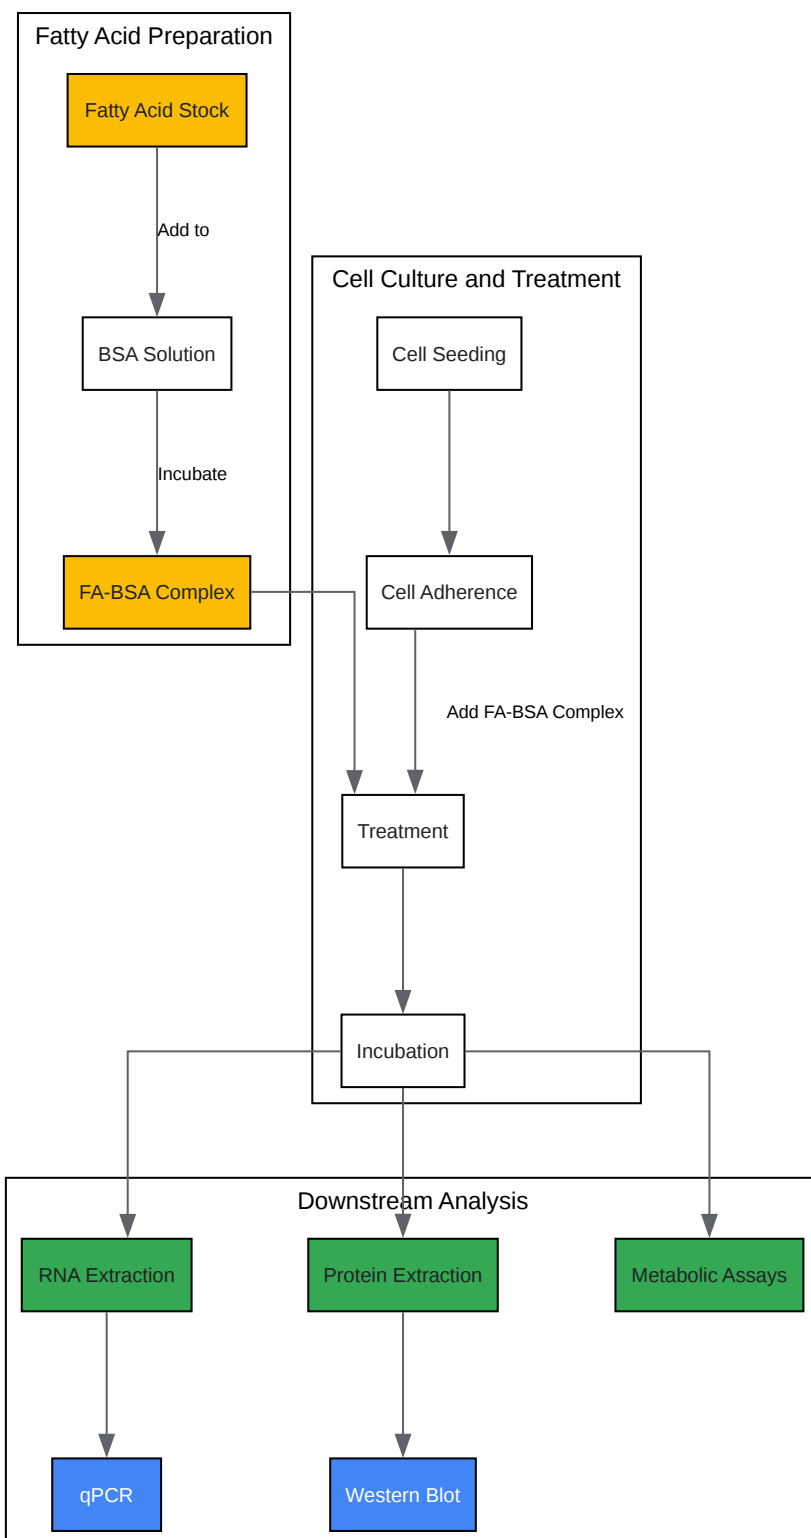 Fatty Acid Preparation
Fatty Acid Stock
Add to
BSA Solution
Incubate
FA-BSA Complex
Cell Culture and Treatment
Cell Seeding
Cell Adherence
Add FA-BSA Complex
Treatment
Incubation
Downstream Analysis
RNA Extraction
Protein Extraction
Metabolic Assays
qPCR
Western Blot